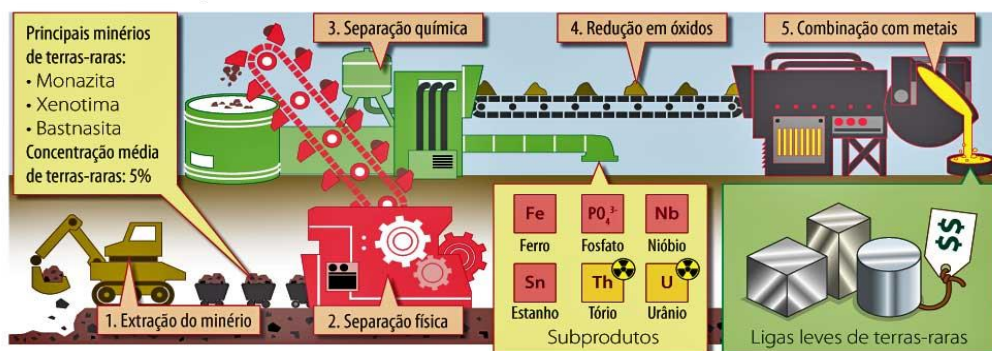 Principais minérios
de terras-raras:
• Monazita
• Xenotima
• Bastnasita
Concentração média
de terras-raras: 5%
3. Separação química
4. Redução em óxidos
5. Combinação com metais
1. Extração do minério
2. Separação física
Fe PO₄³⁻ Nb
Ferro Fosfato Nióbio
Sn Th U
Estanho Tório Urânio
Subprodutos
$$
Ligas leves de terras-raras